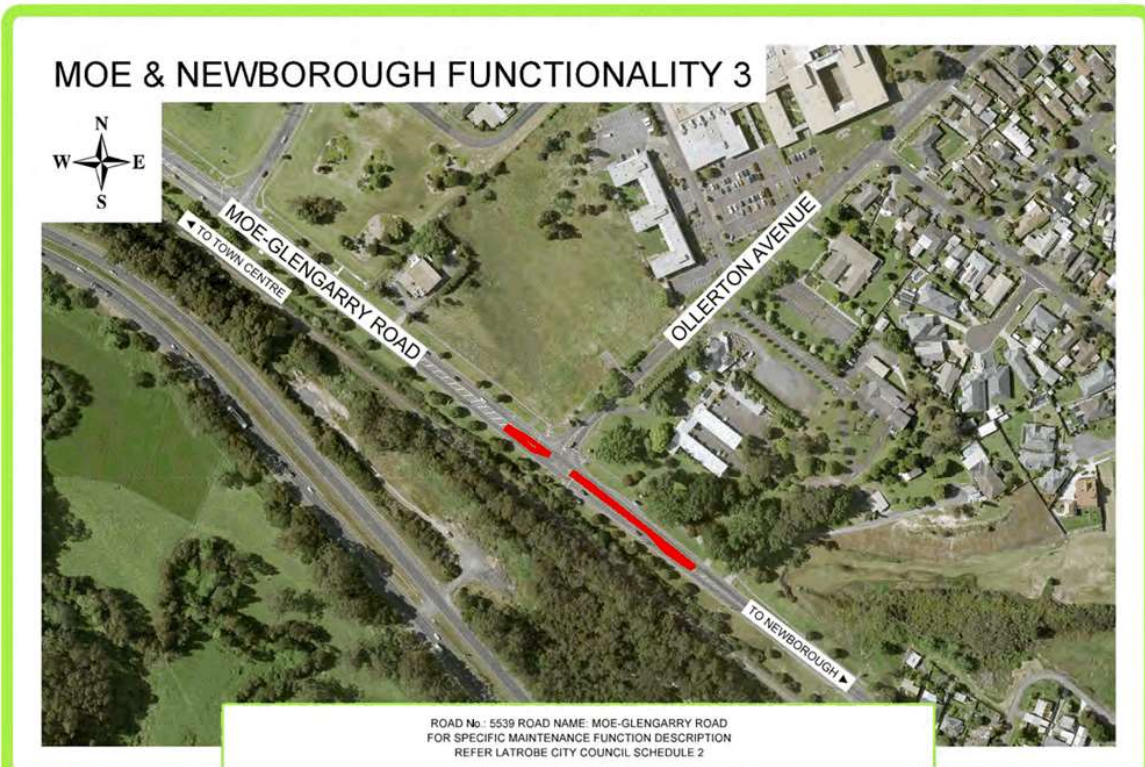 MOE & NEWBOROUGH FUNCTIONALITY 3
N
W E
S
MOE-GLENGARRY ROAD
◄ TO TOWN CENTRE
OLLERTON AVENUE
TO NEWBOROUGH ►
ROAD No.: 5539 ROAD NAME: MOE-GLENGARRY ROAD
FOR SPECIFIC MAINTENANCE FUNCTION DESCRIPTION
REFER LATROBE CITY COUNCIL SCHEDULE 2